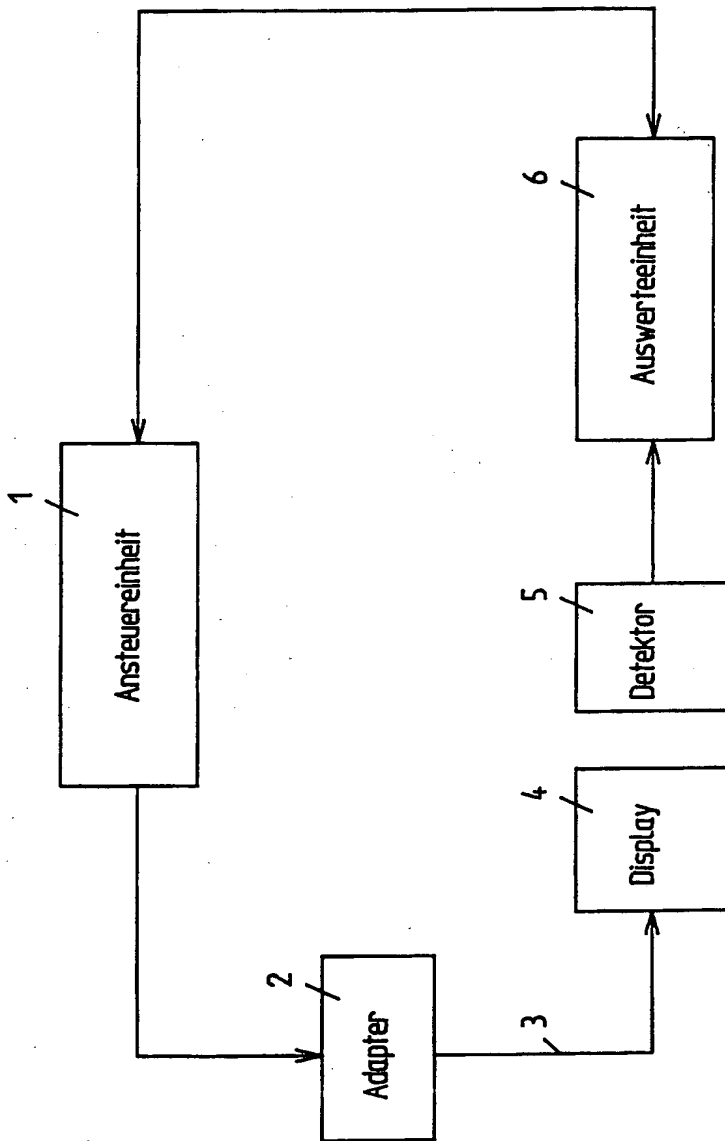 1
Ansteuereinheit
2
Adapter
3
4
Display
5
Detektor
6
Auswerteeinheit